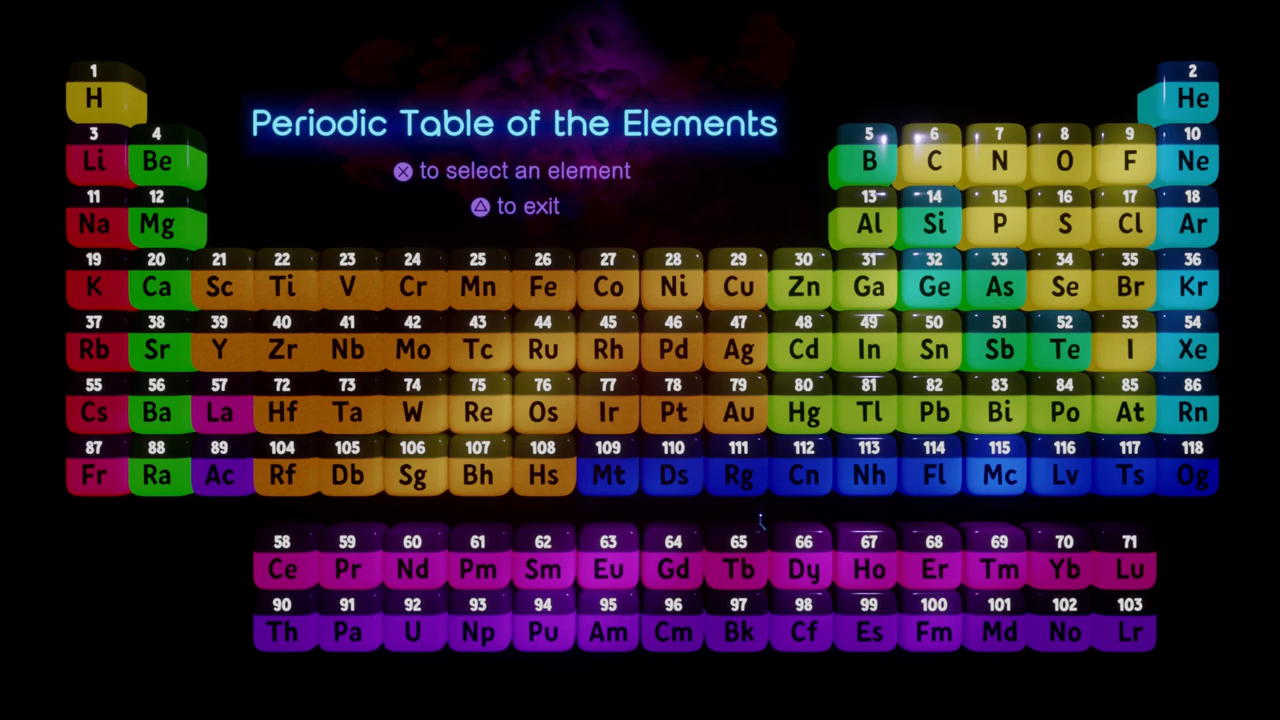 1 2
H He
Periodic Table of the Elements
3 4 5 6 7 8 9 10
Li Be B C N O F Ne
to select an element
11 12 13 14 15 16 17 18
Na Mg Al Si P S Cl Ar
to exit
19 20 21 22 23 24 25 26 27 28 29 30 31 32 33 34 35 36
K Ca Sc Ti V Cr Mn Fe Co Ni Cu Zn Ga Ge As Se Br Kr
37 38 39 40 41 42 43 44 45 46 47 48 49 50 51 52 53 54
Rb Sr Y Zr Nb Mo Tc Ru Rh Pd Ag Cd In Sn Sb Te I Xe
55 56 57 72 73 74 75 76 77 78 79 80 81 82 83 84 85 86
Cs Ba La Hf Ta W Re Os Ir Pt Au Hg Tl Pb Bi Po At Rn
87 88 89 104 105 106 107 108 109 110 111 112 113 114 115 116 117 118
Fr Ra Ac Rf Db Sg Bh Hs Mt Ds Rg Cn Nh Fl Mc Lv Ts Og
58 59 60 61 62 63 64 65 66 67 68 69 70 71
Ce Pr Nd Pm Sm Eu Gd Tb Dy Ho Er Tm Yb Lu
90 91 92 93 94 95 96 97 98 99 100 101 102 103
Th Pa U Np Pu Am Cm Bk Cf Es Fm Md No Lr